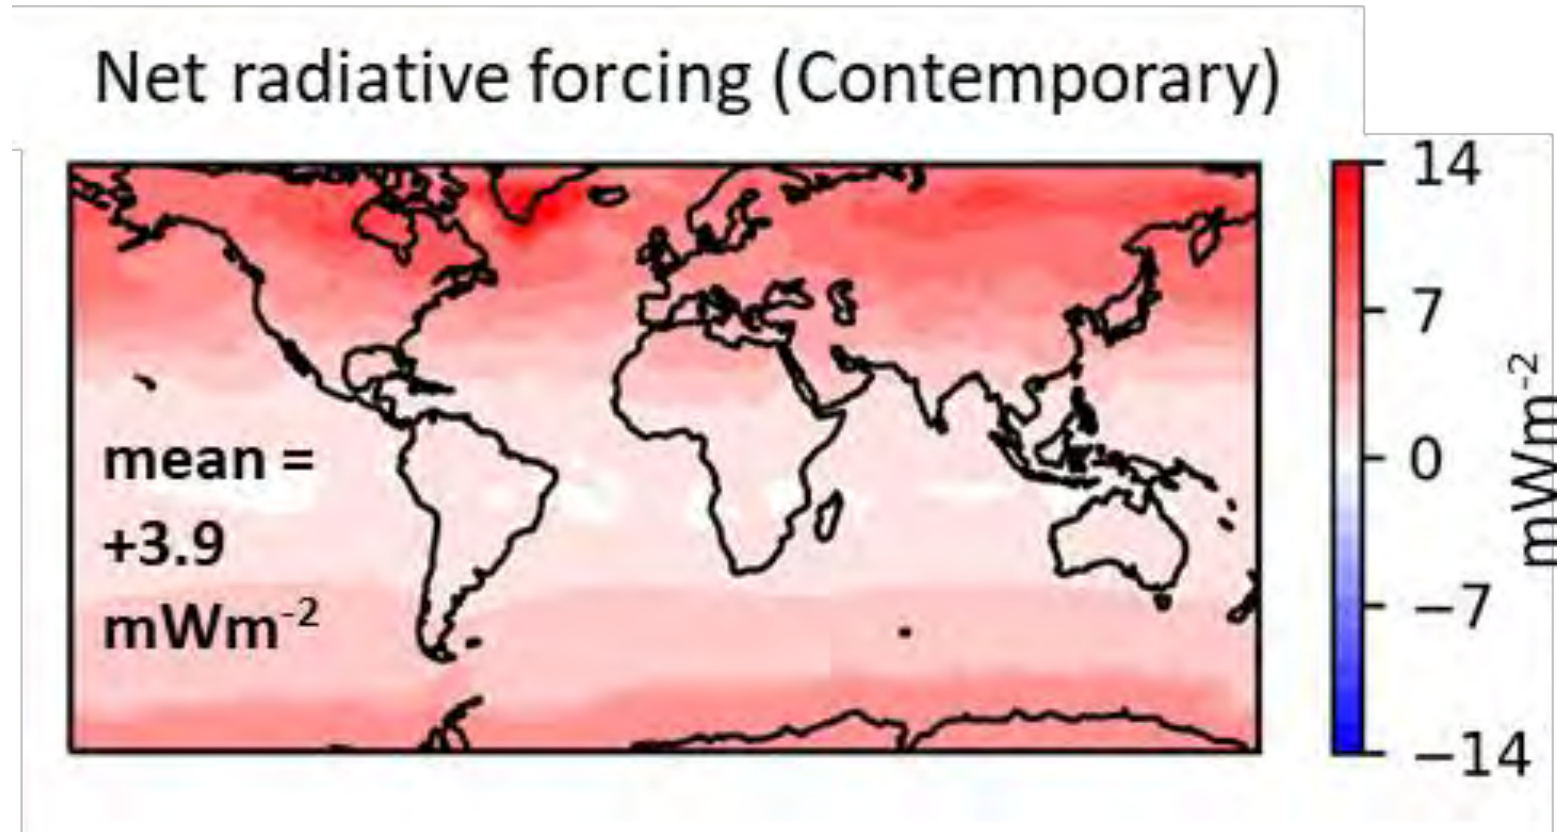 Net radiative forcing (Contemporary)
14
7
0
−7
−14
mWm⁻²
mean =
+3.9
mWm⁻²